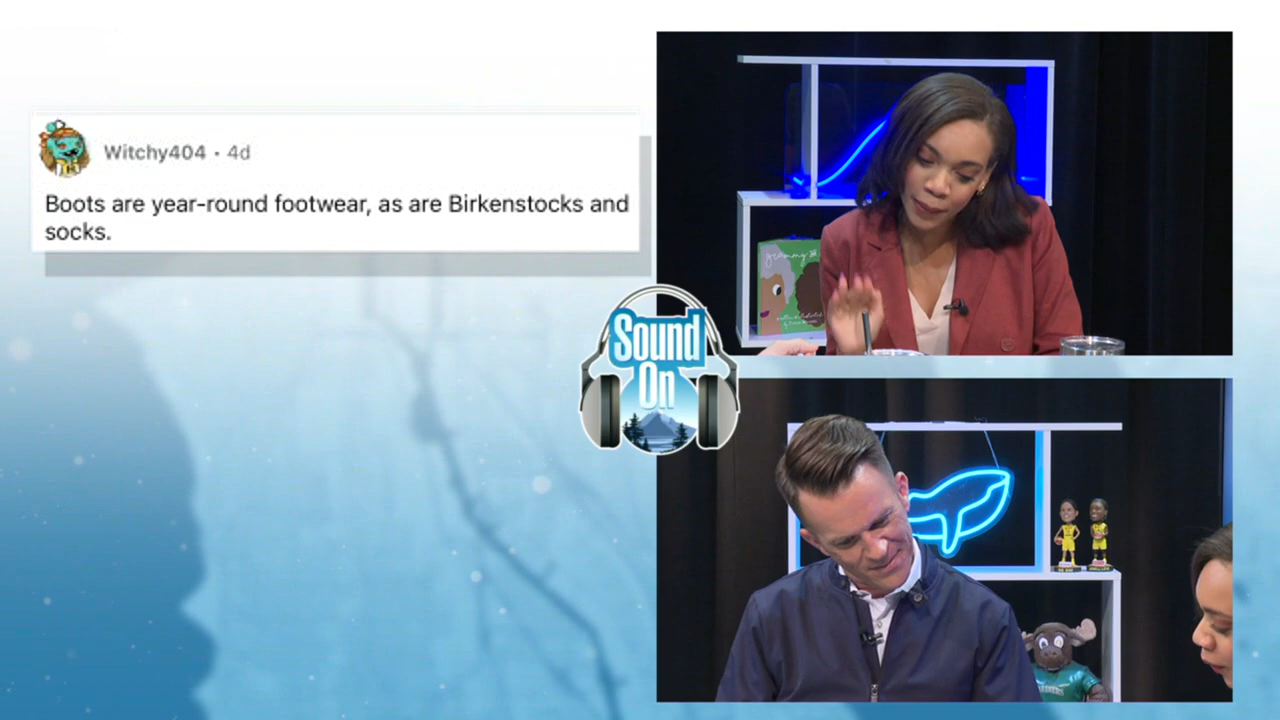 Witchy404 • 4d
Boots are year-round footwear, as are Birkenstocks and
socks.
Sound
On